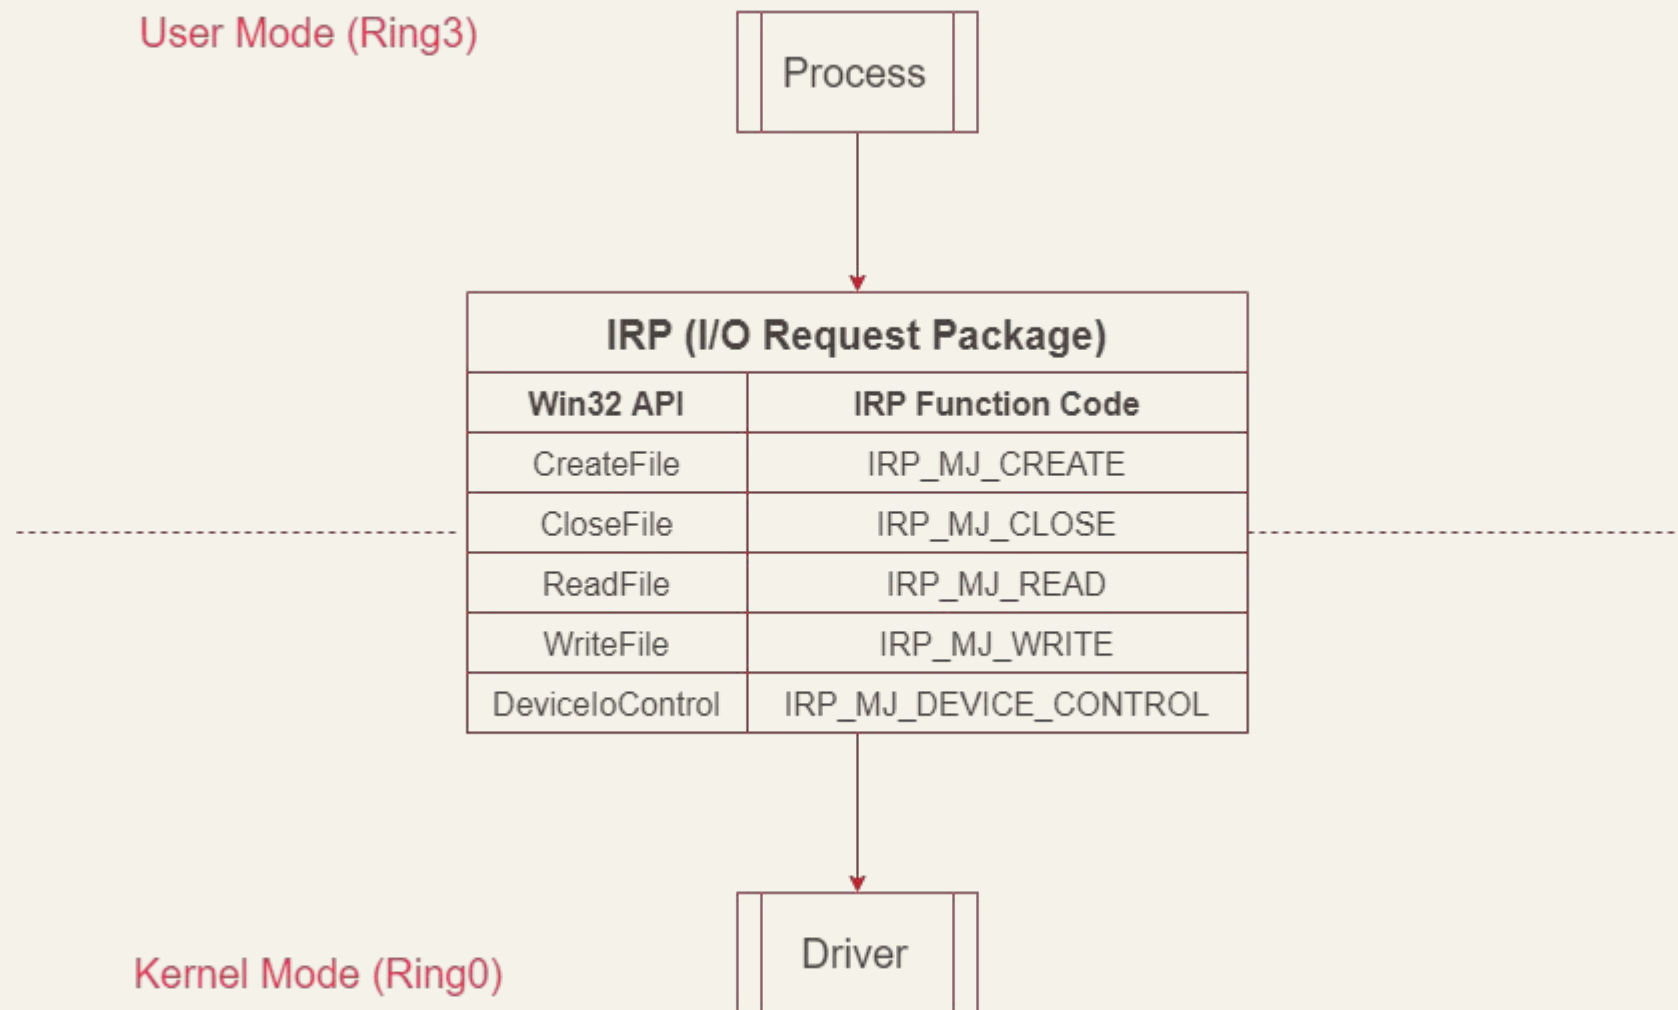 User Mode (Ring3)
Process
IRP (I/O Request Package)
Win32 API IRP Function Code
CreateFile IRP_MJ_CREATE
CloseFile IRP_MJ_CLOSE
ReadFile IRP_MJ_READ
WriteFile IRP_MJ_WRITE
DeviceIoControl IRP_MJ_DEVICE_CONTROL
Driver
Kernel Mode (Ring0)